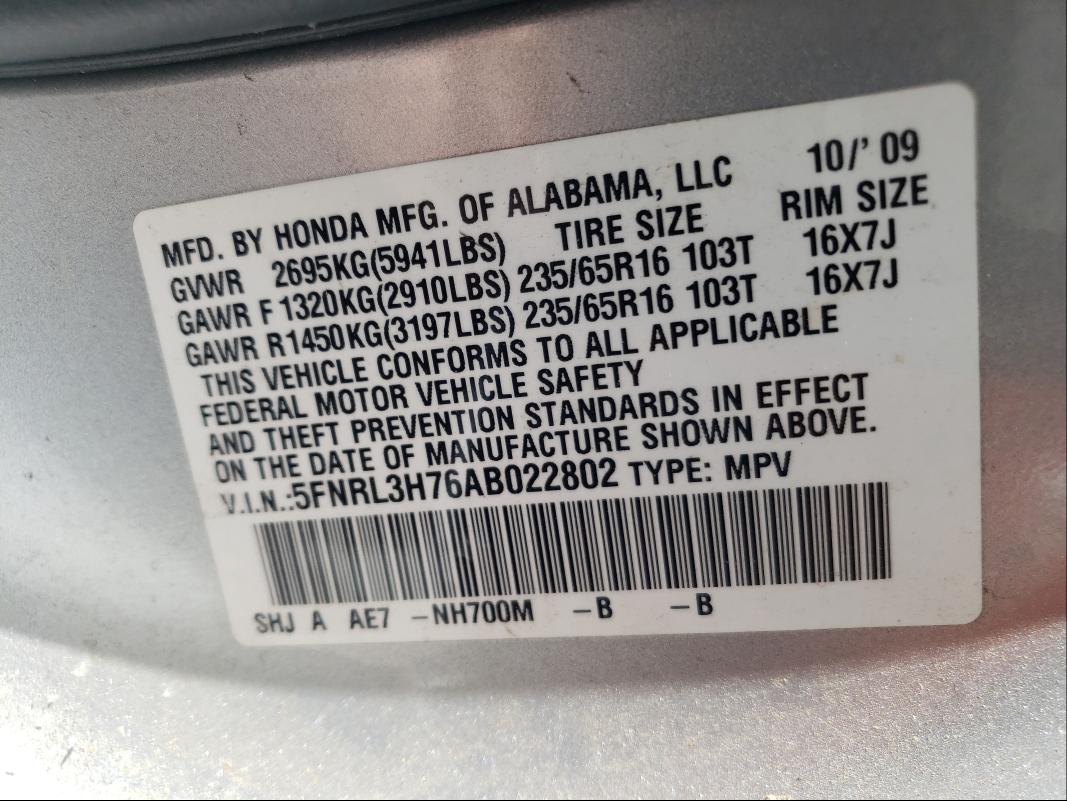 MFD. BY HONDA MFG. OF ALABAMA, LLC 10/' 09
GVWR 2695KG(5941LBS) TIRE SIZE RIM SIZE
GAWR F 1320KG(2910LBS) 235/65R16 103T 16X7J
GAWR R1450KG(3197LBS) 235/65R16 103T 16X7J
THIS VEHICLE CONFORMS TO ALL APPLICABLE
FEDERAL MOTOR VEHICLE SAFETY
AND THEFT PREVENTION STANDARDS IN EFFECT
ON THE DATE OF MANUFACTURE SHOWN ABOVE.
V.I.N.:5FNRL3H76AB022802 TYPE: MPV
SHJ A AE7 -NH700M -B -B